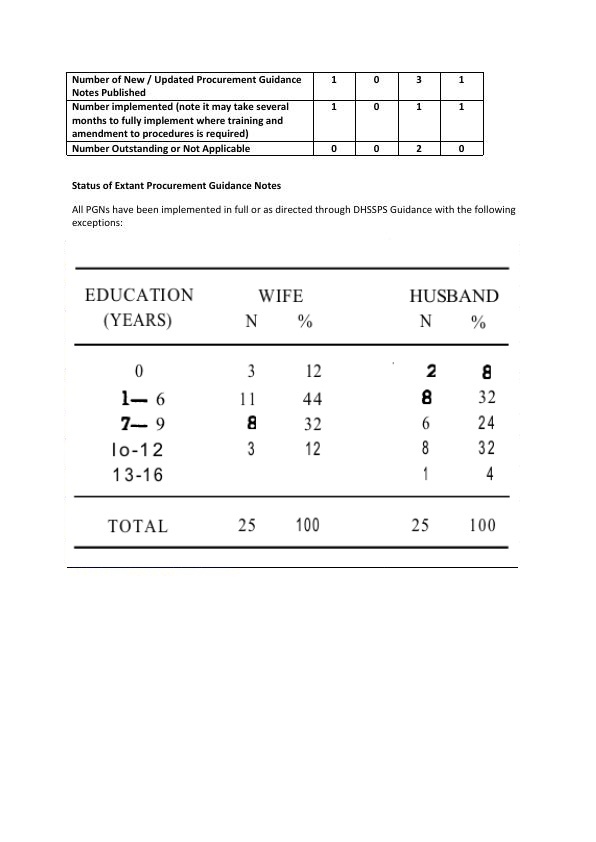 Number of New / Updated Procurement Guidance 1 0 3 1
Notes Published
Number implemented (note it may take several 1 0 1 1
months to fully implement where training and
amendment to procedures is required)
Number Outstanding or Not Applicable 0 0 2 0
Status of Extant Procurement Guidance Notes
All PGNs have been implemented in full or as directed through DHSSPS Guidance with the following
exceptions:
EDUCATION WIFE HUSBAND
(YEARS) N % N %
0 3 12 2 8
1— 6 11 44 8 32
7— 9 8 32 6 24
lo-12 3 12 8 32
13-16 1 4
TOTAL 25 100 25 100